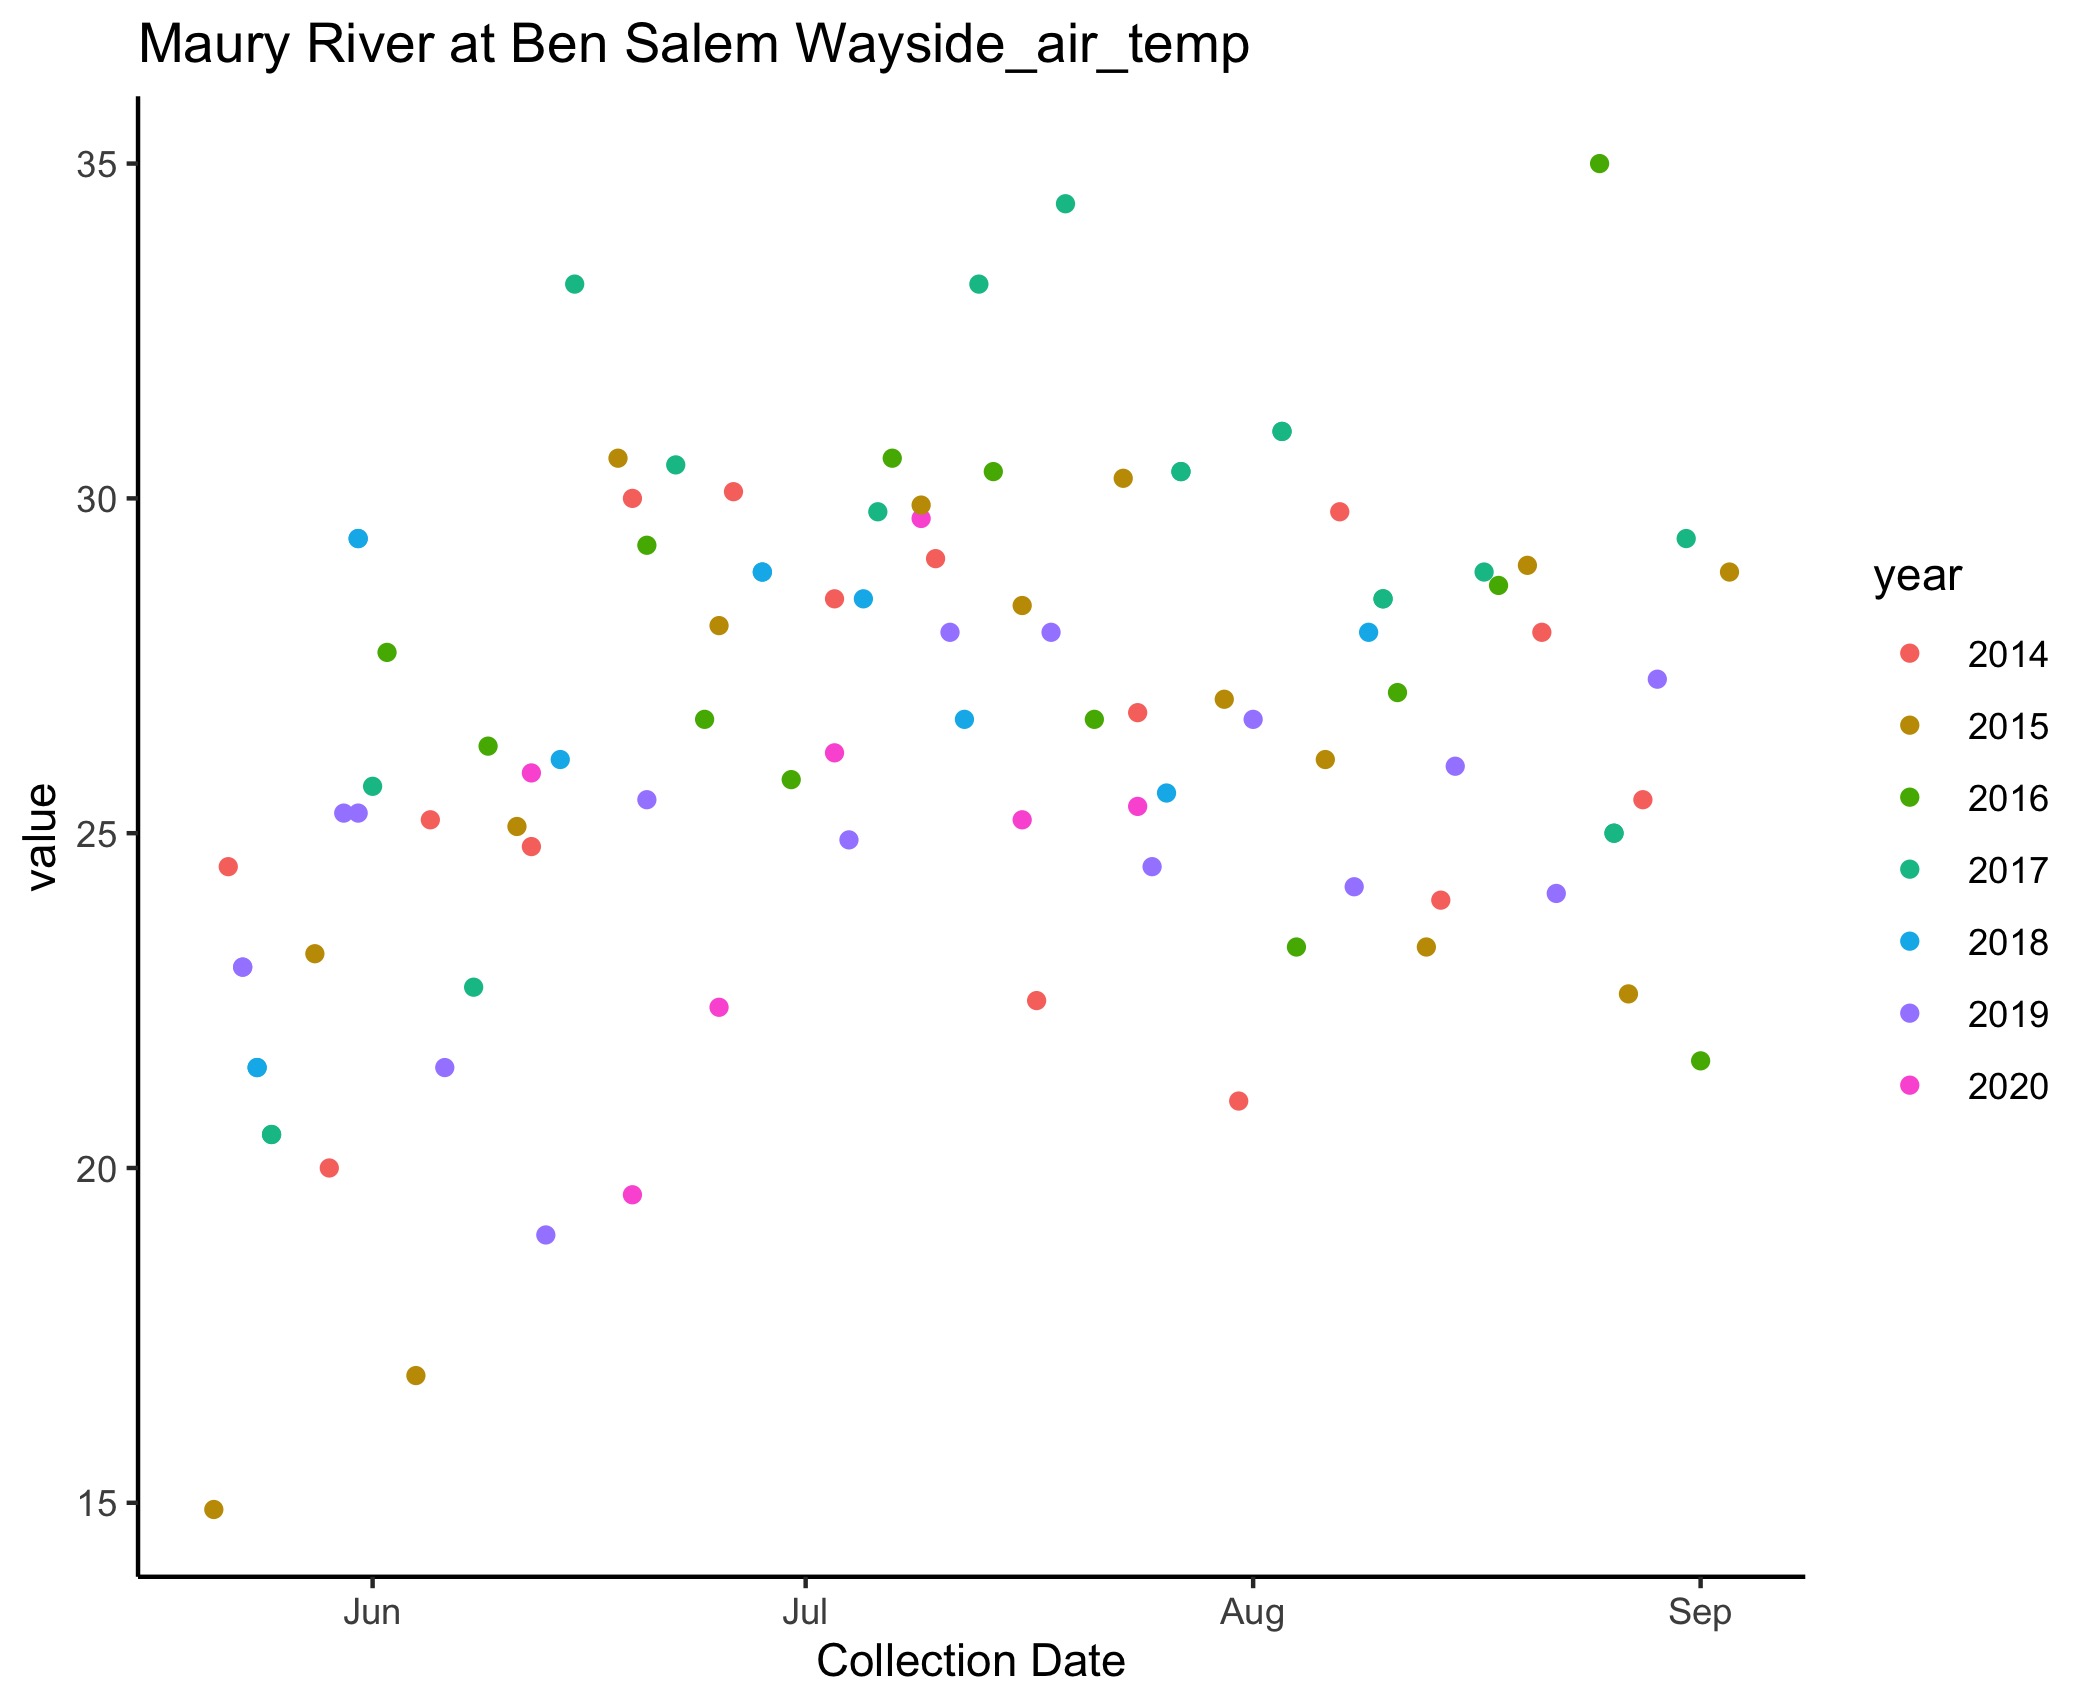 Maury River at Ben Salem Wayside_air_temp
35
30
25
20
15
value
Jun Jul Aug Sep
Collection Date
year
2014
2015
2016
2017
2018
2019
2020